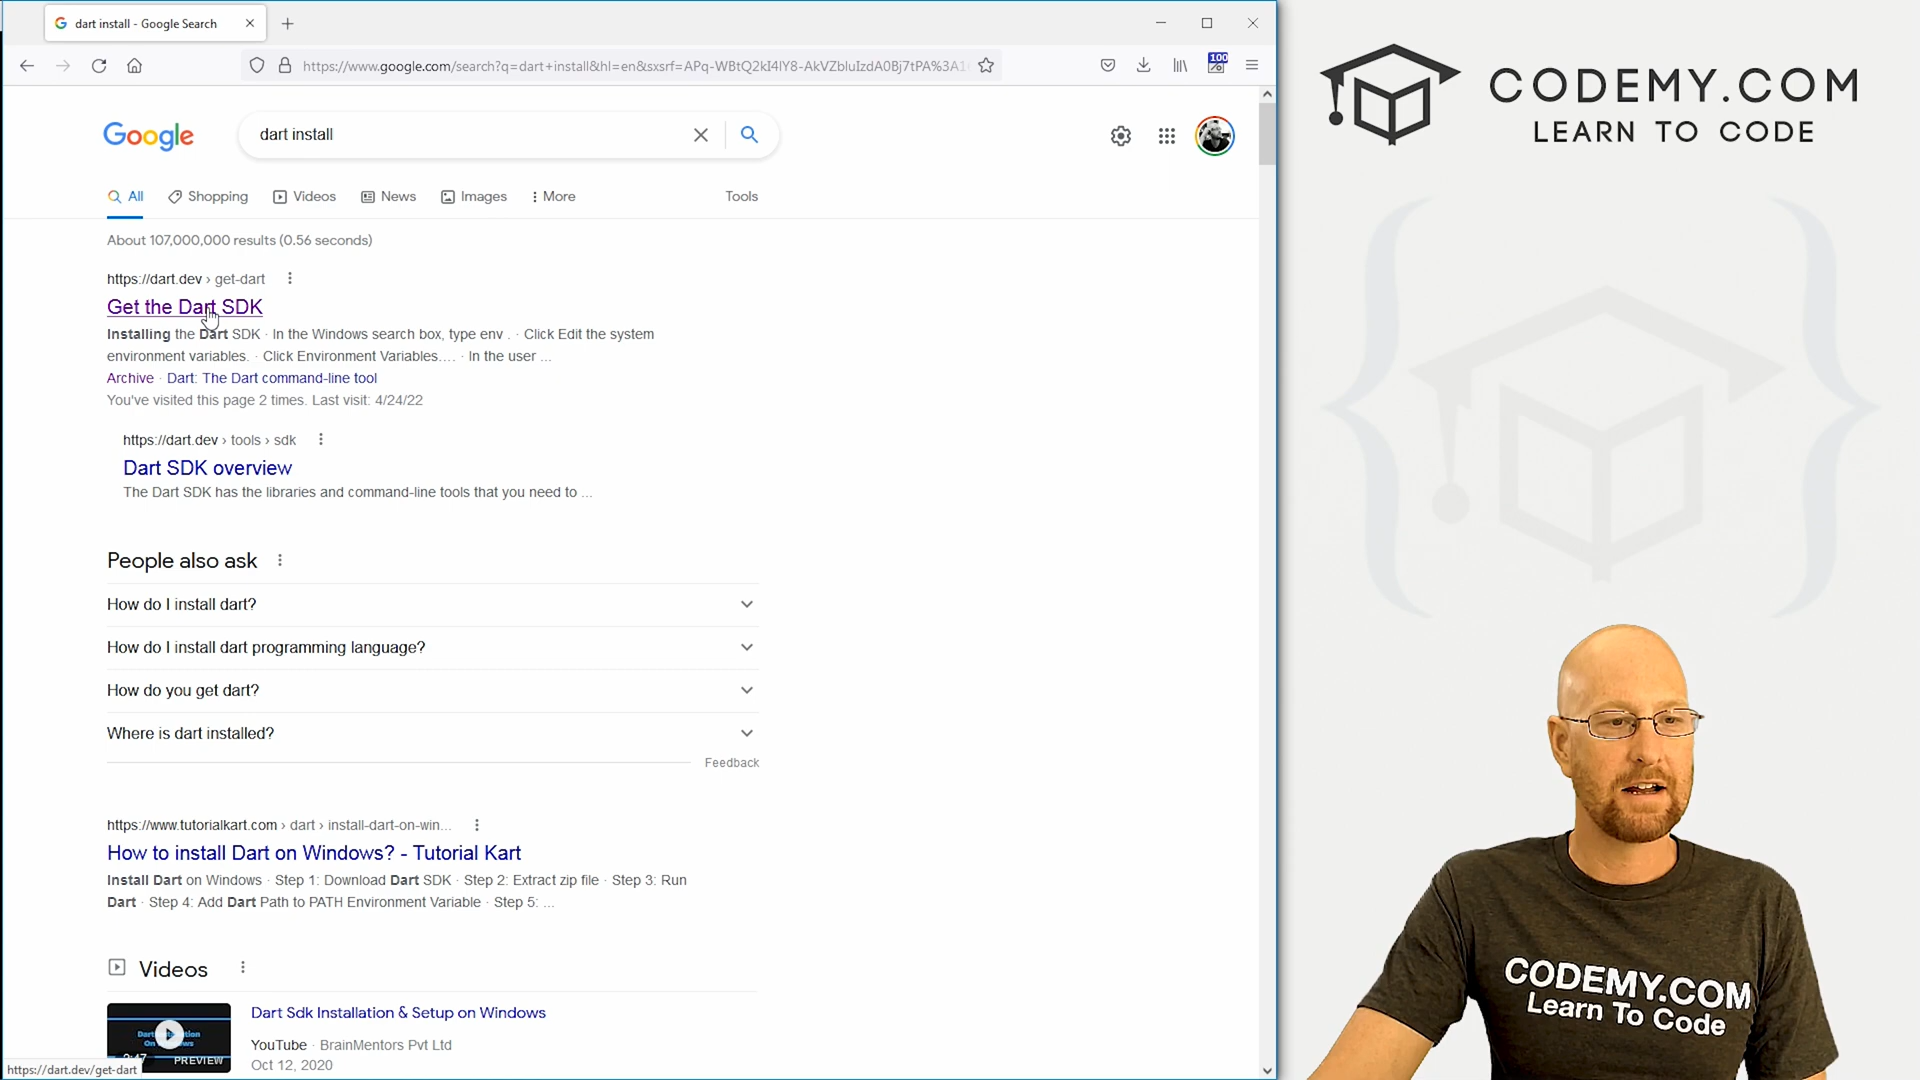 dart install - Google Search
https://www.google.com/search?q=dart+install&hl=en&sxsrf=APq-WBtQ2kI4lY8-AkVZbluIzdA0Bj7tPA%3A1
100
CODEMY.COM
LEARN TO CODE
Google
dart install
All
Shopping
Videos
News
Images
More
Tools
About 107,000,000 results (0.56 seconds)
https://dart.dev › get-dart
Get the Dart SDK
Installing the Dart SDK · In the Windows search box, type env . · Click Edit the system
environment variables. · Click Environment Variables.... · In the user ...
Archive · Dart: The Dart command-line tool
You've visited this page 2 times. Last visit: 4/24/22
https://dart.dev › tools › sdk
Dart SDK overview
The Dart SDK has the libraries and command-line tools that you need to ...
People also ask
How do I install dart?
How do I install dart programming language?
How do you get dart?
Where is dart installed?
Feedback
https://www.tutorialkart.com › dart › install-dart-on-win...
How to install Dart on Windows? - Tutorial Kart
Install Dart on Windows · Step 1: Download Dart SDK · Step 2: Extract zip file · Step 3: Run
Dart · Step 4: Add Dart Path to PATH Environment Variable · Step 5: ...
Videos
Dart Sdk Installation & Setup on Windows
YouTube · BrainMentors Pvt Ltd
Oct 12, 2020
PREVIEW
https://dart.dev/get-dart
CODEMY.COM
Learn To Code